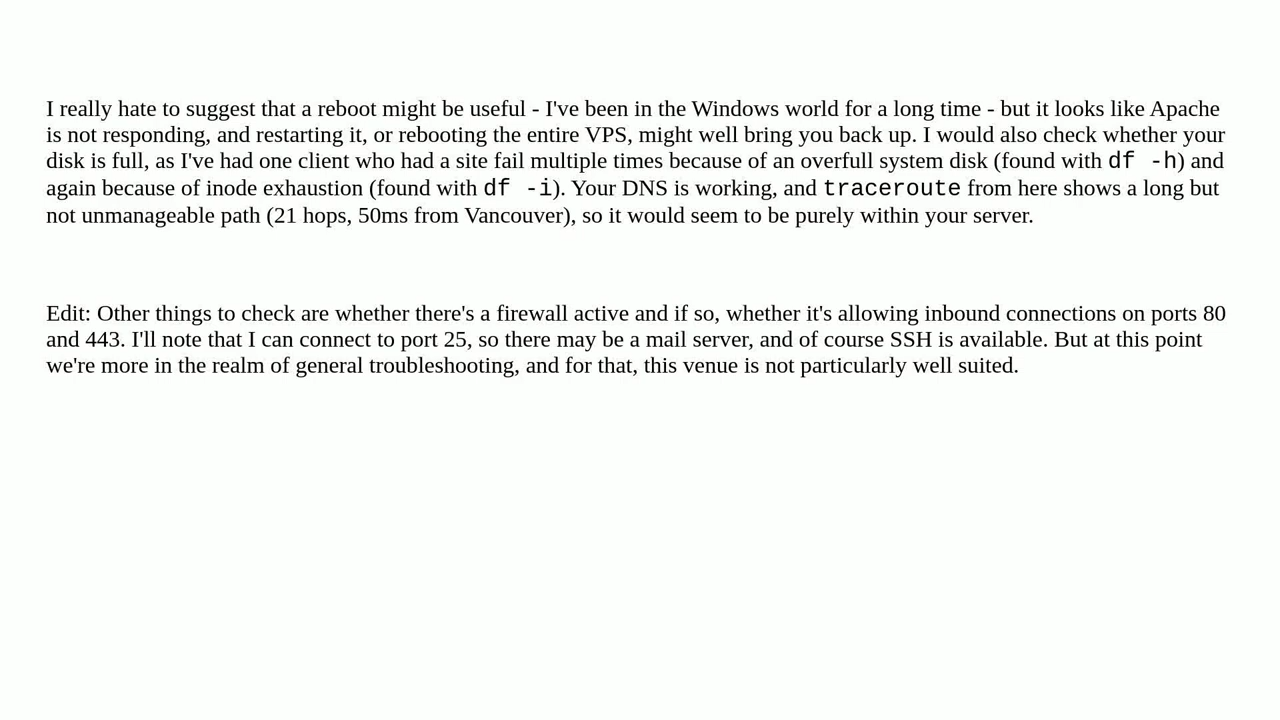 I really hate to suggest that a reboot might be useful - I've been in the Windows world for a long time - but it looks like Apache
is not responding, and restarting it, or rebooting the entire VPS, might well bring you back up. I would also check whether your
disk is full, as I've had one client who had a site fail multiple times because of an overfull system disk (found with df -h) and
again because of inode exhaustion (found with df -i). Your DNS is working, and traceroute from here shows a long but
not unmanageable path (21 hops, 50ms from Vancouver), so it would seem to be purely within your server.
Edit: Other things to check are whether there's a firewall active and if so, whether it's allowing inbound connections on ports 80
and 443. I'll note that I can connect to port 25, so there may be a mail server, and of course SSH is available. But at this point
we're more in the realm of general troubleshooting, and for that, this venue is not particularly well suited.